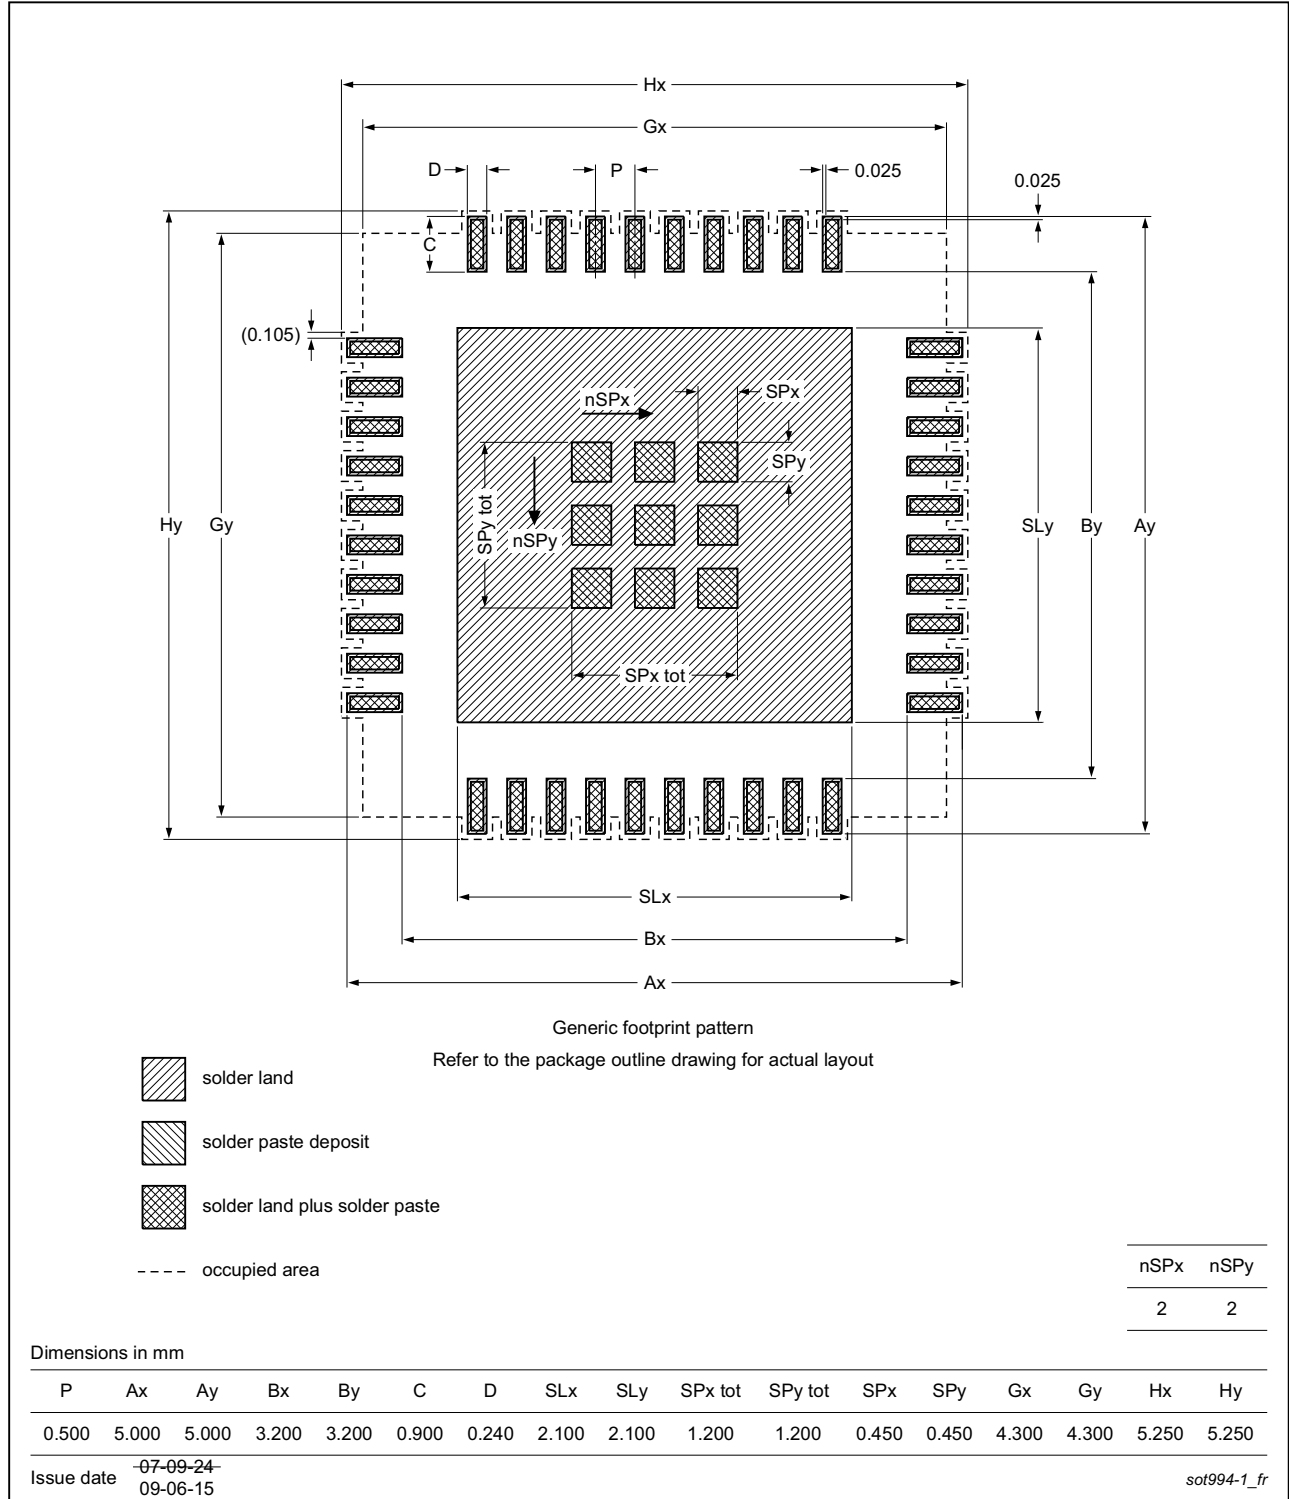 Hx
Gx
D
P
0.025
0.025
C
(0.105)
nSPx
SPx
SPy
SPy tot
nSPy
Hy
Gy
SLy
By
Ay
SPx tot
SLx
Bx
Ax
Generic footprint pattern
Refer to the package outline drawing for actual layout
solder land
solder paste deposit
solder land plus solder paste
occupied area
nSPx nSPy
2 2
Dimensions in mm
P Ax Ay Bx By C D SLx SLy SPx tot SPy tot SPx SPy Gx Gy Hx Hy
0.500 5.000 5.000 3.200 3.200 0.900 0.240 2.100 2.100 1.200 1.200 0.450 0.450 4.300 4.300 5.250 5.250
Issue date 07-09-24
09-06-15
sot994-1_fr